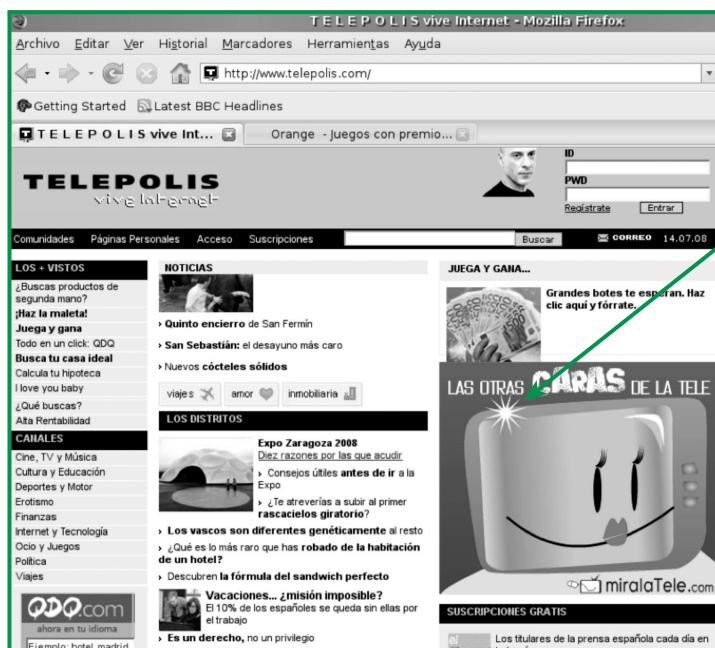 T E L E P O L I S vive Internet - Mozilla Firefox
Archivo Editar Ver Historial Marcadores Herramientas Ayuda
http://www.telepolis.com/
Getting Started Latest BBC Headlines
T E L E P O L I S vive Int... Orange - Juegos con premio...
TELEPOLIS
vive Internet
ID
PWD
Regístrate Entrar
Comunidades Páginas Personales Acceso Suscripciones Buscar CORREO 14.07.08
LOS + VISTOS
¿Buscas productos de
segunda mano?
¡Haz la maleta!
Juega y gana
Todo en un click: QDQ
Busca tu casa ideal
Calcula tu hipoteca
I love you baby
¿Qué buscas?
Alta Rentabilidad
CANALES
Cine, TV y Música
Cultura y Educación
Deportes y Motor
Erotismo
Finanzas
Internet y Tecnología
Ocio y Juegos
Política
Viajes
QDQ.com
ahora en tu idioma
Ejemplo: hotel madrid
NOTICIAS
› Quinto encierro de San Fermín
› San Sebastián: el desayuno más caro
› Nuevos cócteles sólidos
viajes amor inmobiliaria
LOS DISTRITOS
Expo Zaragoza 2008
Diez razones por las que acudir
› Consejos útiles antes de ir a la
Expo
› ¿Te atreverías a subir al primer
rascacielos giratorio?
› Los vascos son diferentes genéticamente al resto
› ¿Qué es lo más raro que has robado de la habitación
de un hotel?
› Descubren la fórmula del sandwich perfecto
Vacaciones... ¿misión imposible?
El 10% de los españoles se queda sin ellas por
el trabajo
› Es un derecho, no un privilegio
JUEGA Y GANA...
Grandes botes te esperan. Haz
clic aquí y fórrate.
LAS OTRAS CARAS DE LA TELE
miralaTele.com
SUSCRIPCIONES GRATIS
Los titulares de la prensa española cada día en